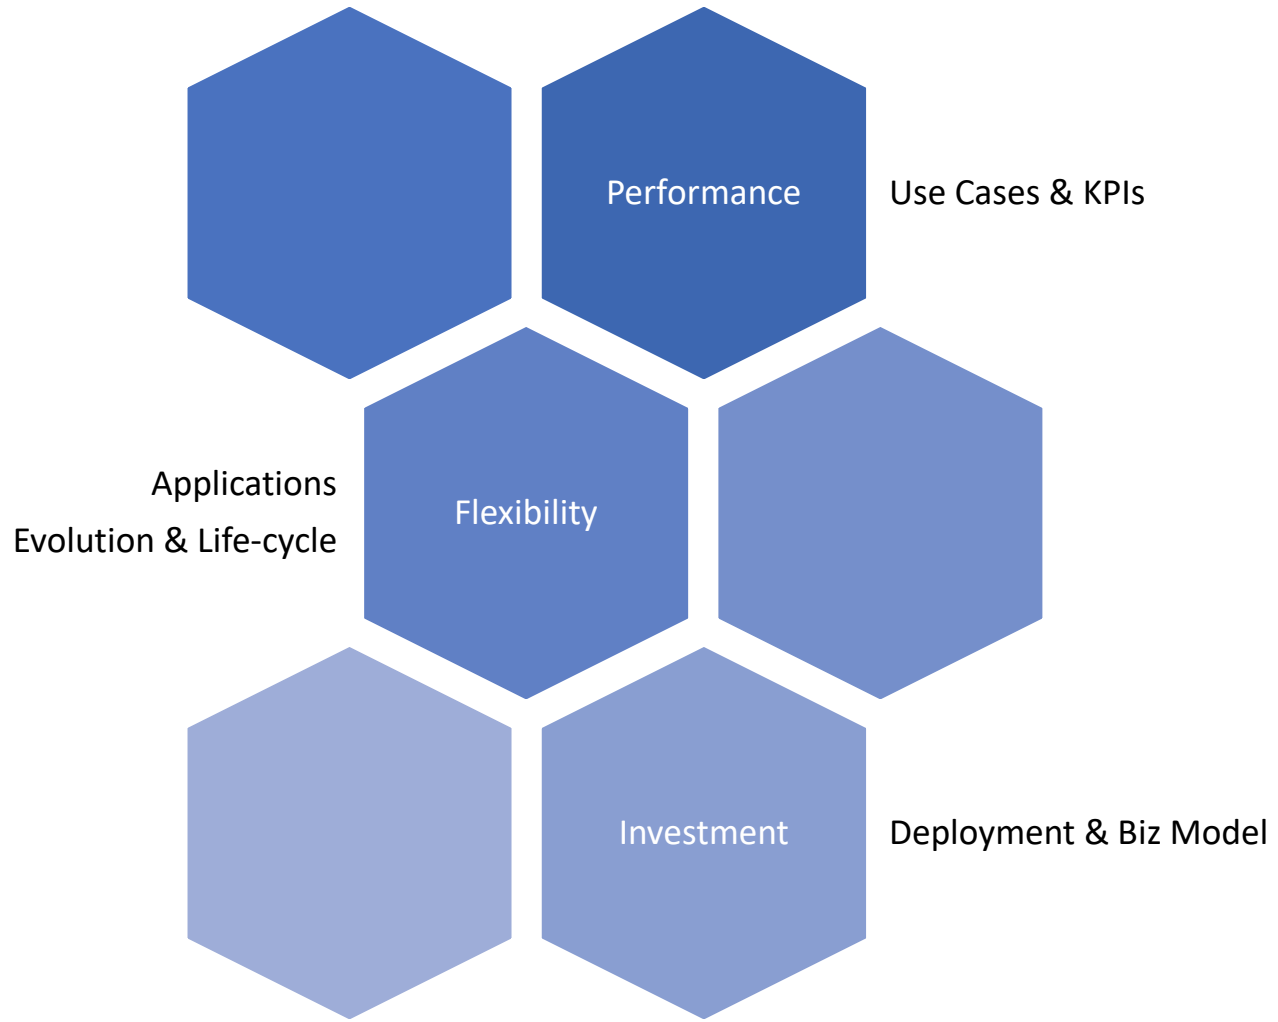 Performance
Use Cases & KPIs
Applications
Evolution & Life-cycle
Flexibility
Investment
Deployment & Biz Model